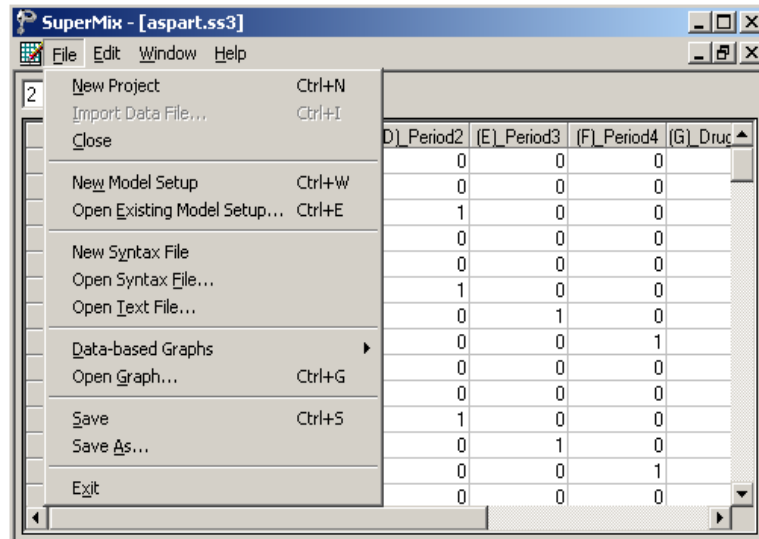 SuperMix - [aspart.ss3]
File Edit Window Help
2
New Project Ctrl+N
Import Data File... Ctrl+I
Close
New Model Setup Ctrl+W
Open Existing Model Setup... Ctrl+E
New Syntax File
Open Syntax File...
Open Text File...
Data-based Graphs
Open Graph... Ctrl+G
Save Ctrl+S
Save As...
Exit
D)_Period2 (E)_Period3 (F)_Period4 (G)_Drug
0 0 0
0 0 0
1 0 0
0 0 0
0 0 0
1 0 0
0 1 0
0 0 1
0 0 0
0 0 0
1 0 0
0 1 0
0 0 1
0 0 0